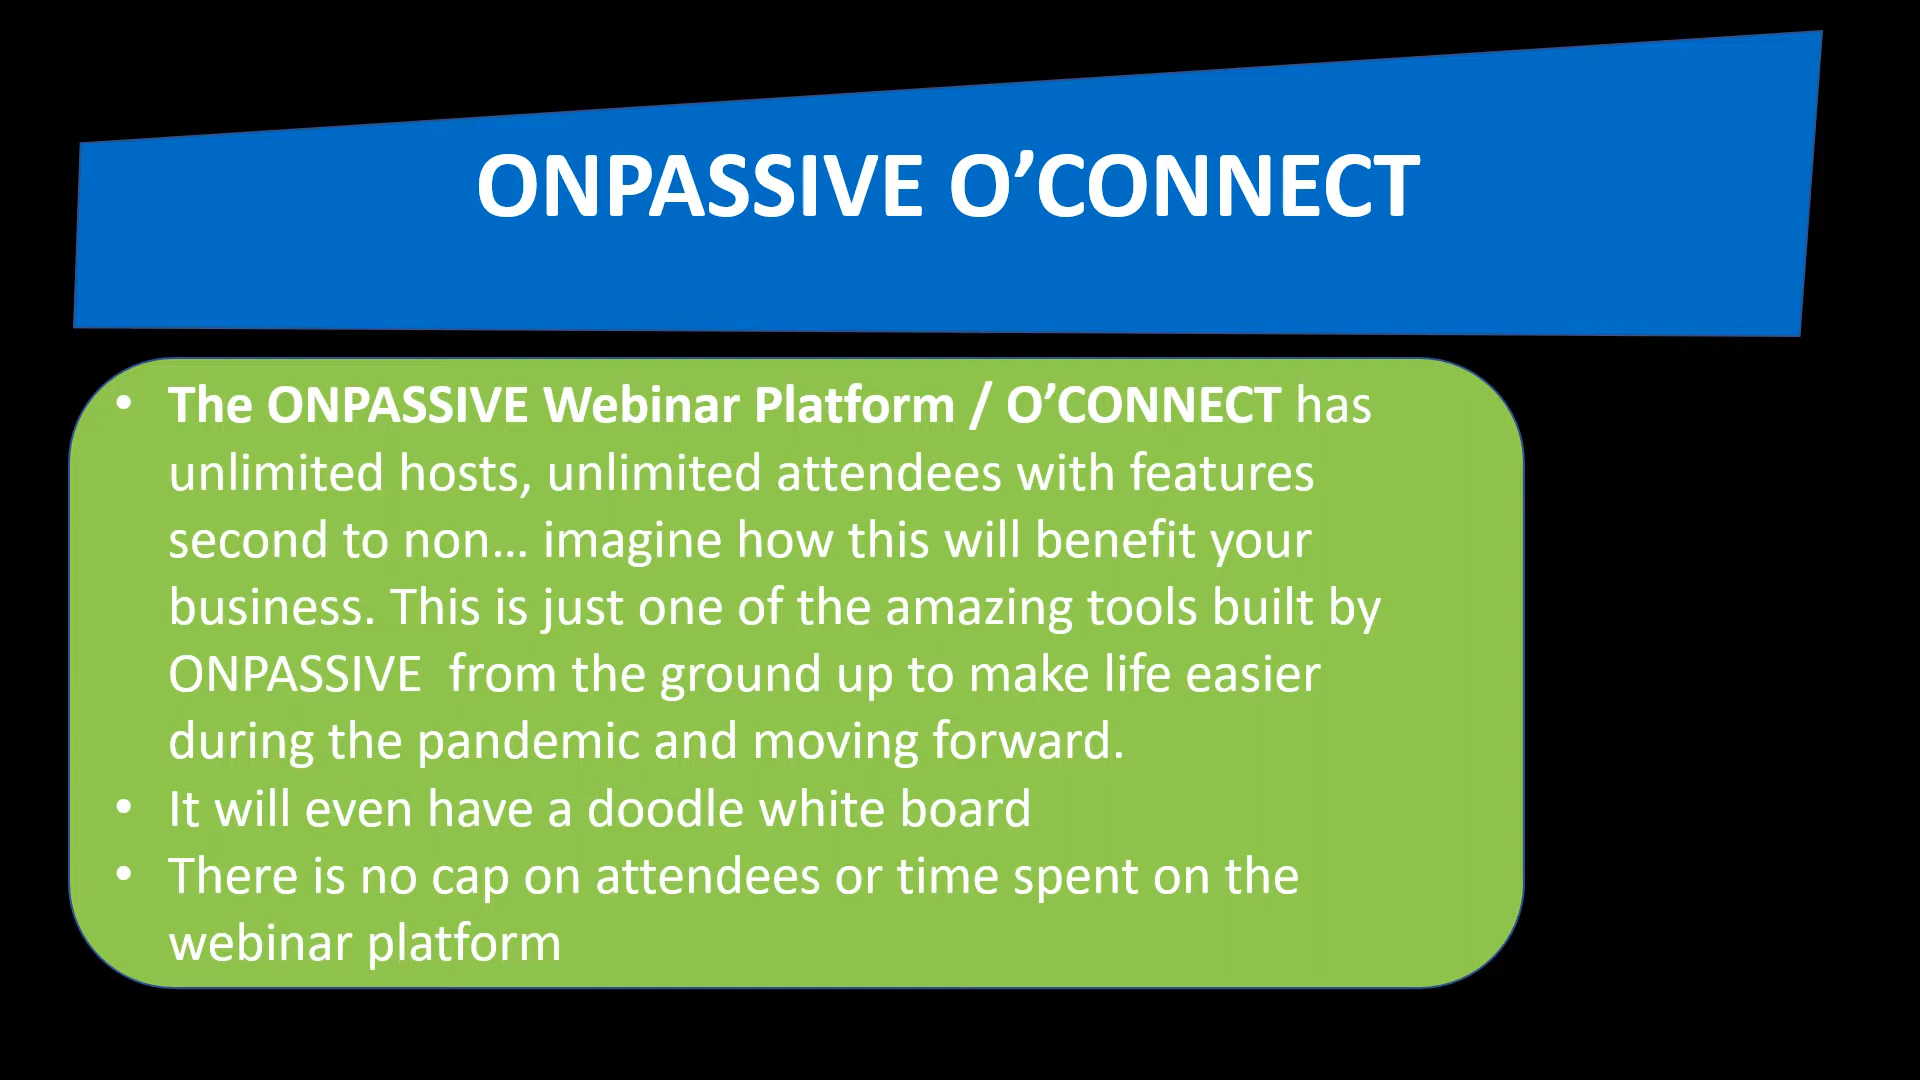 ONPASSIVE O’CONNECT
• The ONPASSIVE Webinar Platform / O’CONNECT has
unlimited hosts, unlimited attendees with features
second to non… imagine how this will benefit your
business. This is just one of the amazing tools built by
ONPASSIVE  from the ground up to make life easier
during the pandemic and moving forward.
• It will even have a doodle white board
• There is no cap on attendees or time spent on the
webinar platform